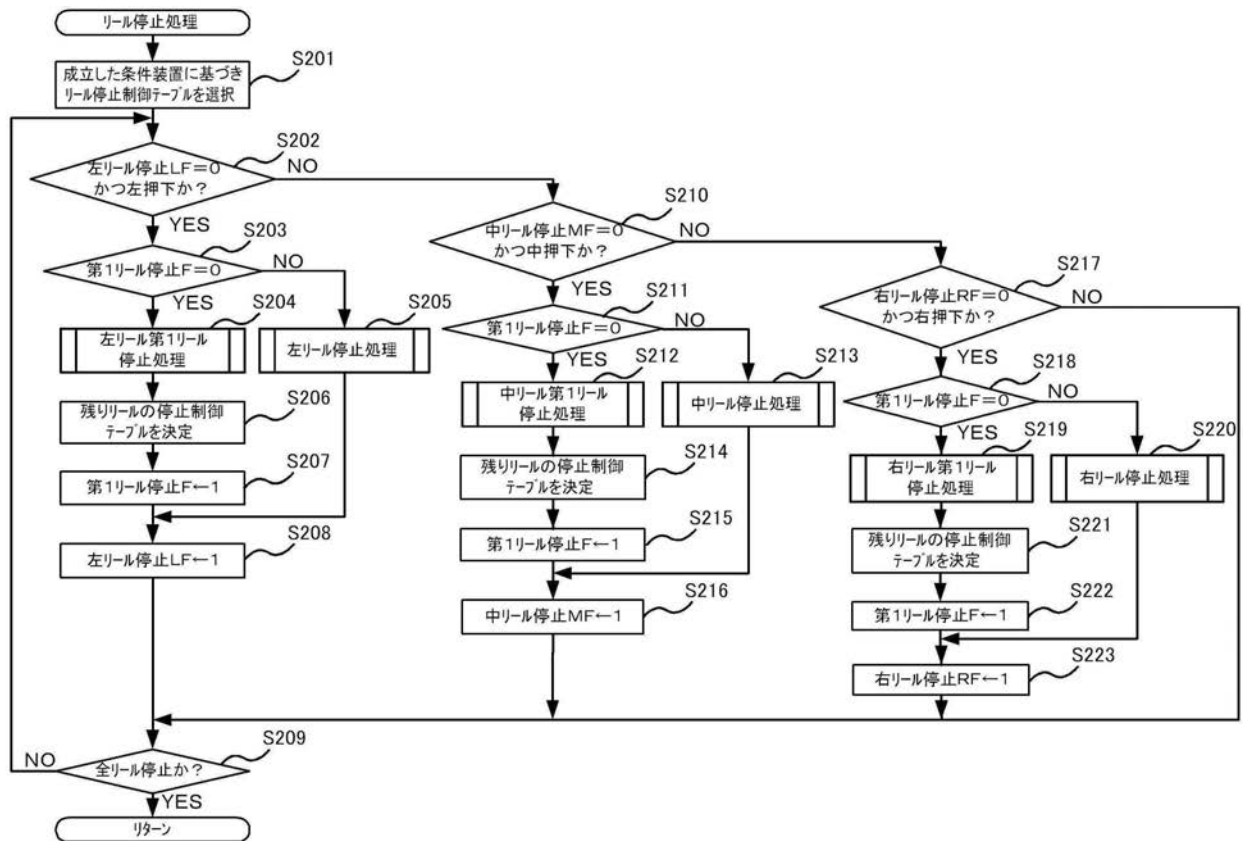 リール停止処理
S201
成立した条件装置に基づき
リール停止制御テーブルを選択
S202
左リール停止LF=0
かつ左押下か?
NO
YES
S203
第1リール停止F=0
NO
YES
S204
左リール第1リール
停止処理
S205
左リール停止処理
S206
残りリールの停止制御
テーブルを決定
S207
第1リール停止F←1
S208
左リール停止LF←1
S210
中リール停止MF=0
かつ中押下か?
NO
YES
S211
第1リール停止F=0
NO
YES
S212
中リール第1リール
停止処理
S213
中リール停止処理
S214
残りリールの停止制御
テーブルを決定
S215
第1リール停止F←1
S216
中リール停止MF←1
S217
右リール停止RF=0
かつ右押下か?
NO
YES
S218
第1リール停止F=0
NO
YES
S219
右リール第1リール
停止処理
S220
右リール停止処理
S221
残りリールの停止制御
テーブルを決定
S222
第1リール停止F←1
S223
右リール停止RF←1
S209
全リール停止か?
NO
YES
リターン